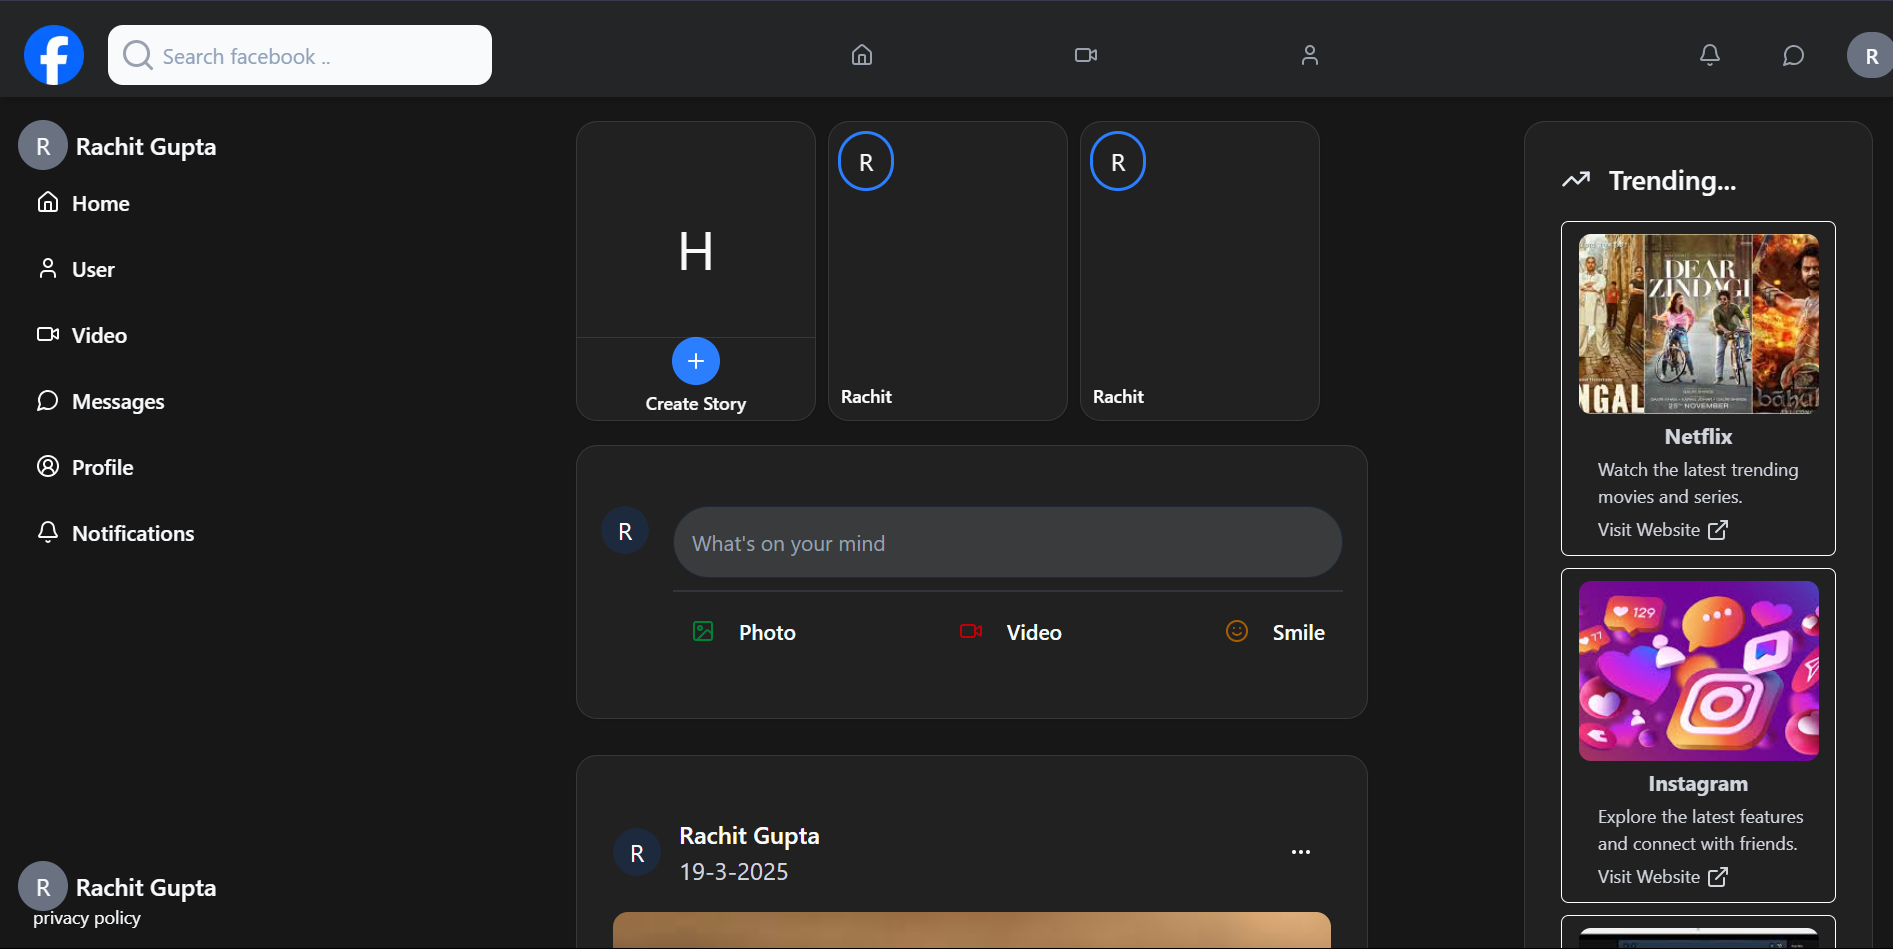 f
Search facebook ..
R
R Rachit Gupta
Home
User
Video
Messages
Profile
Notifications
R Rachit Gupta
privacy policy
H
Create Story
R
Rachit
R
Rachit
R
What's on your mind
Photo
Video
Smile
R
Rachit Gupta
19-3-2025
Trending...
NGAL
DEAR
ZINDAGI
25TH NOVEMBER
bahu
Netflix
Watch the latest trending
movies and series.
Visit Website
129
77
Instagram
Explore the latest features
and connect with friends.
Visit Website